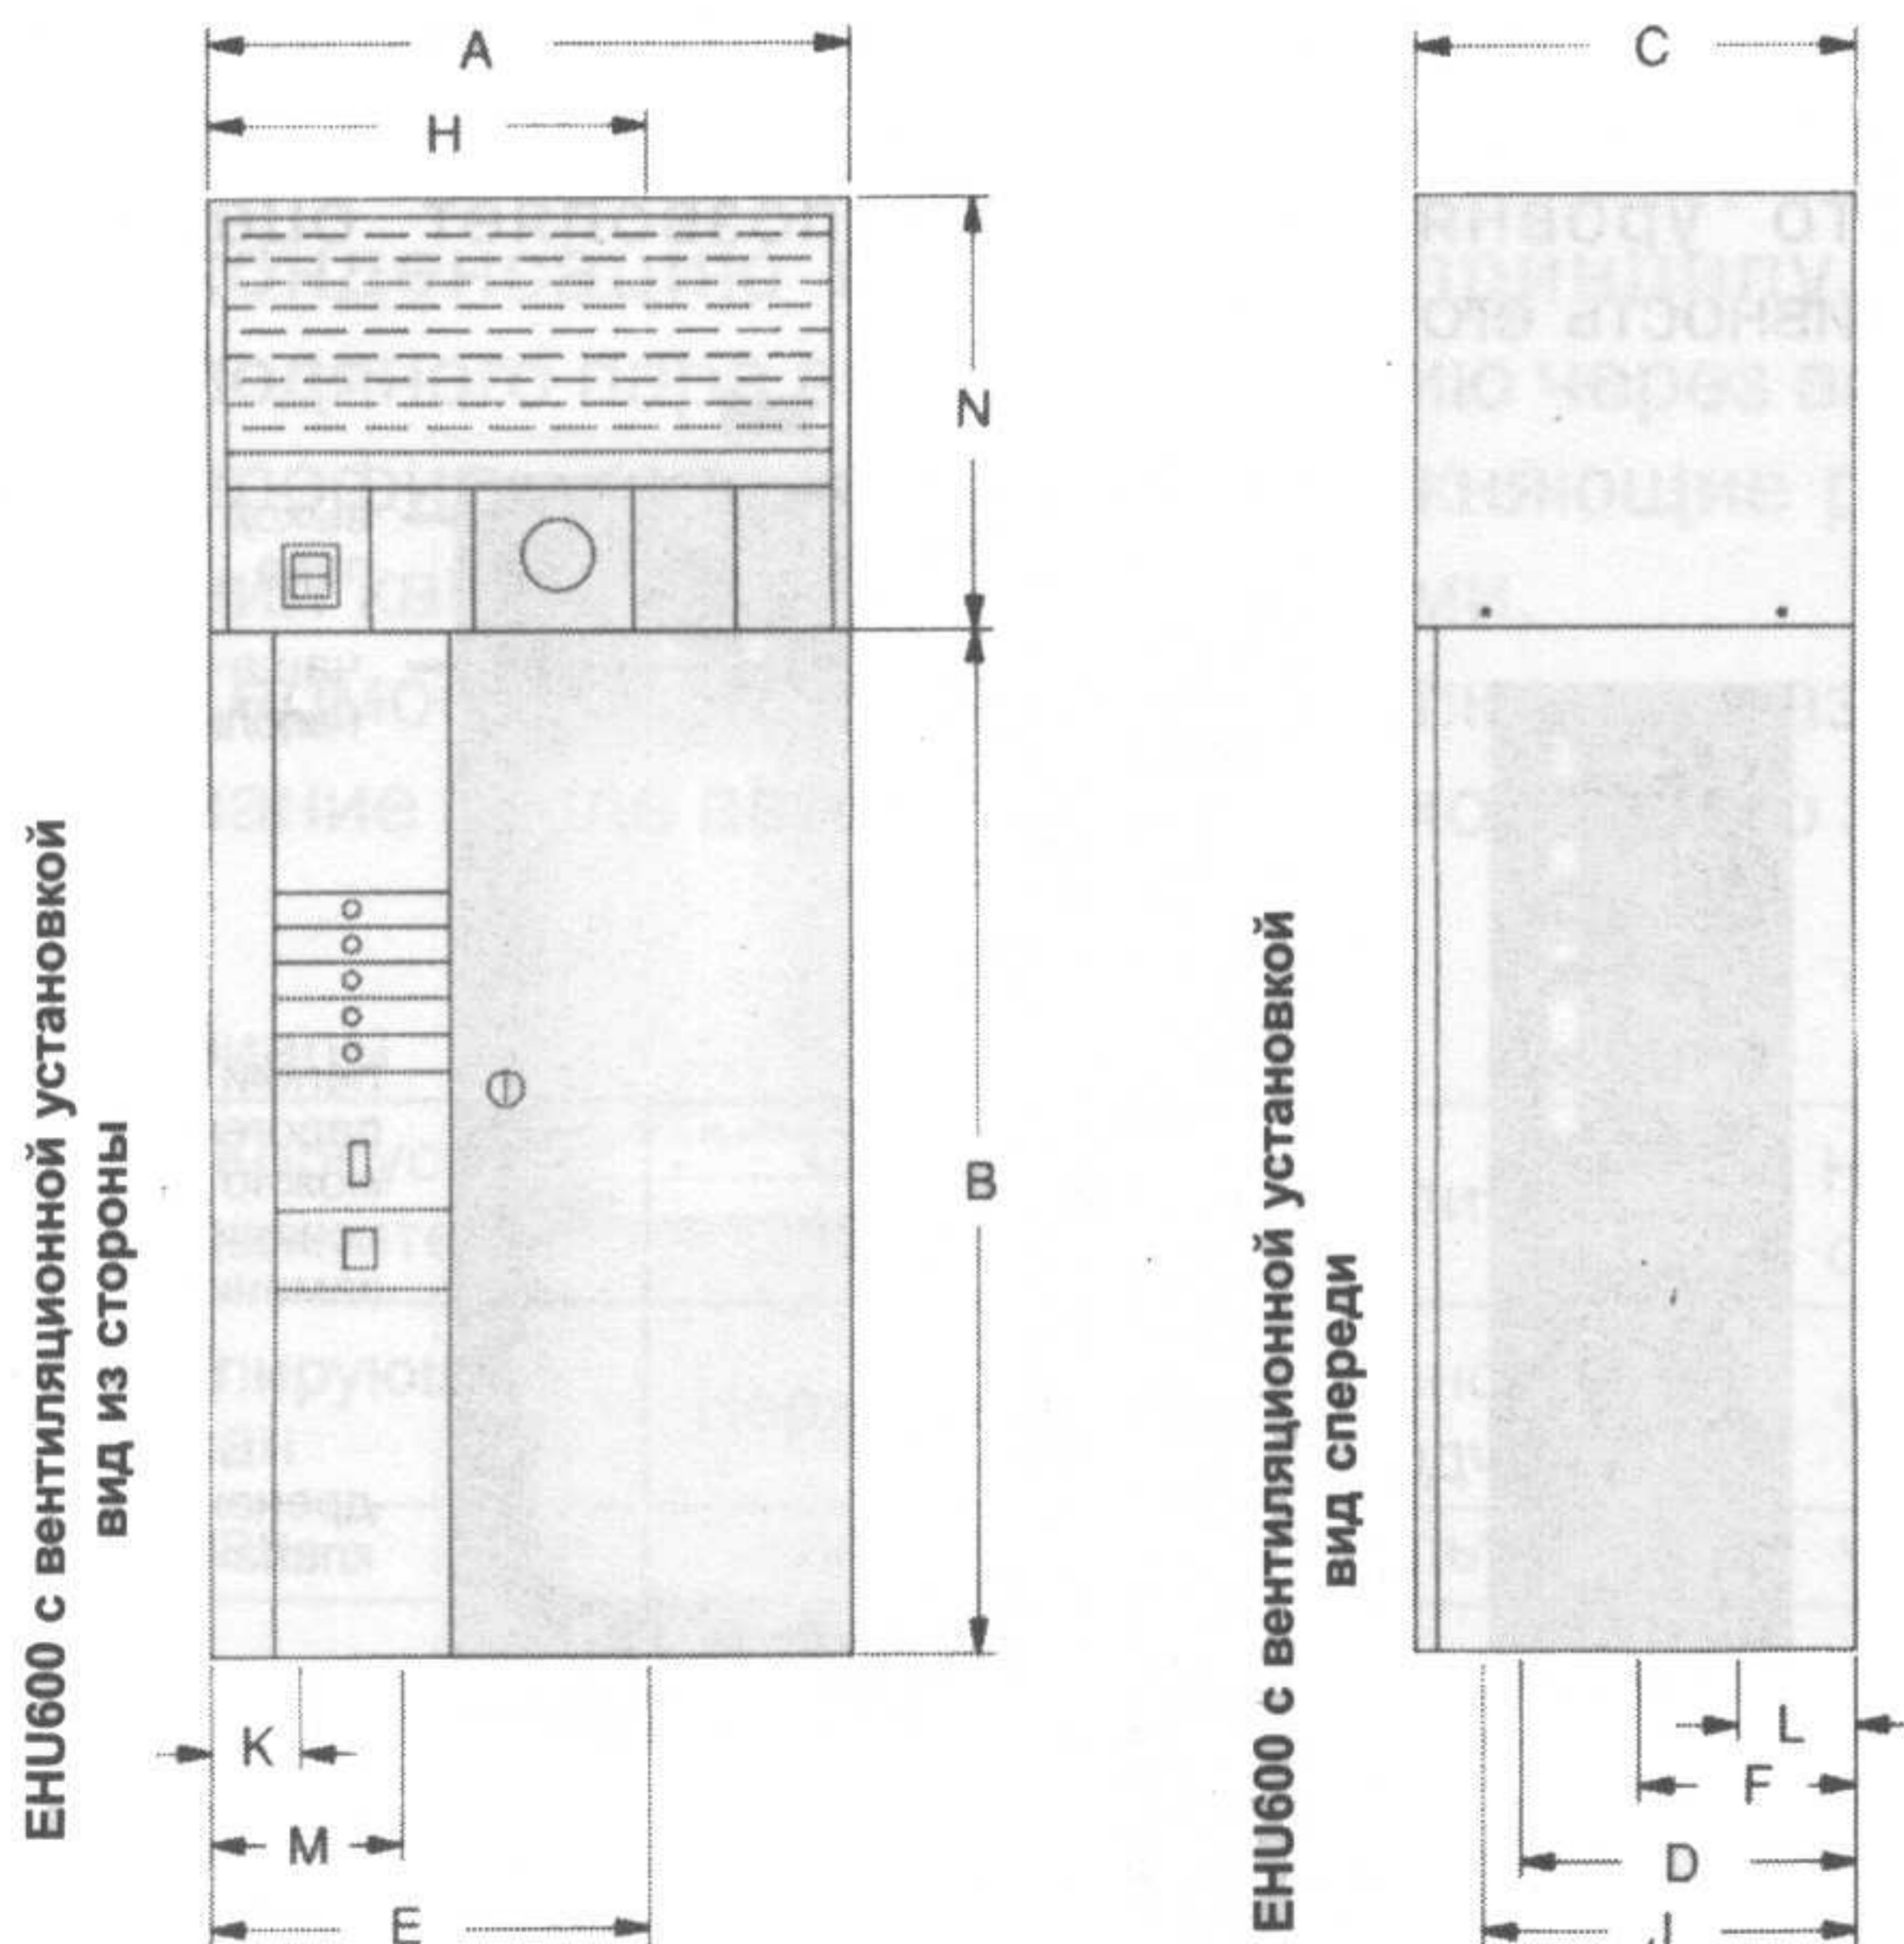 A
H
N
B
K
M
E
EHU600 с вентиляционной установкой
вид из стороны
C
L
F
D
J
EHU600 с вентиляционной установкой
вид спереди